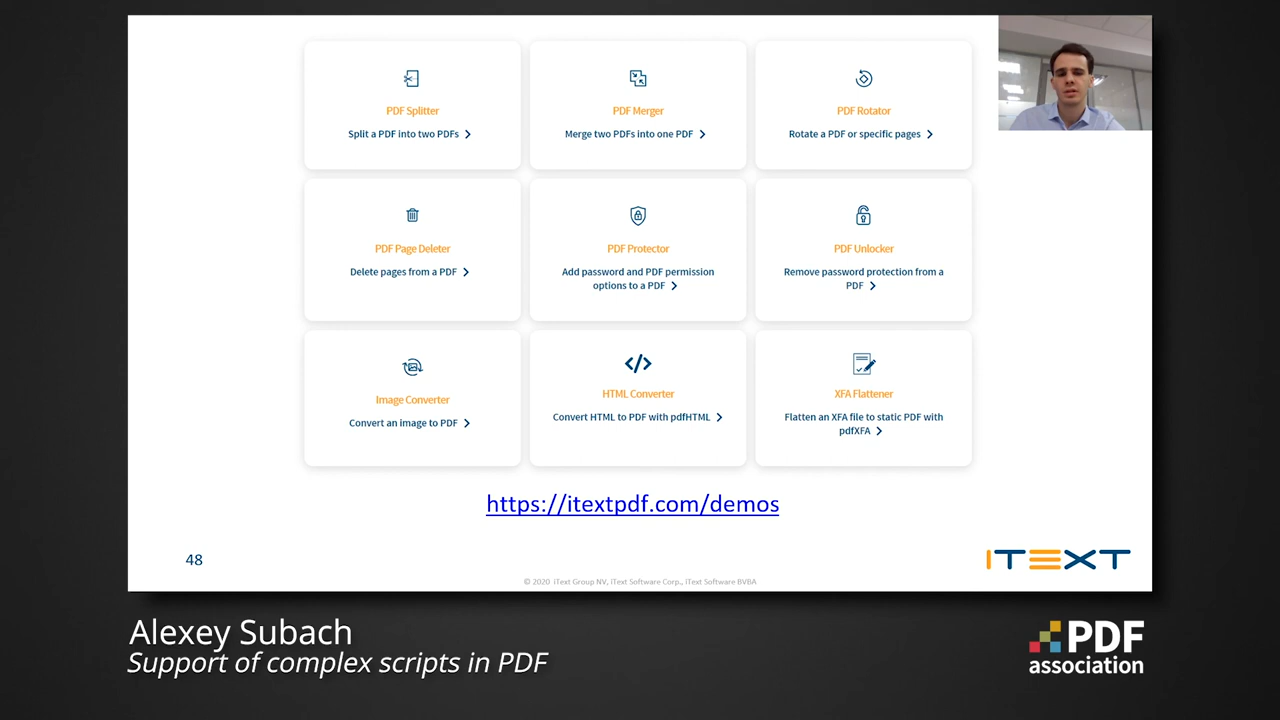 PDF Splitter
Split a PDF into two PDFs
PDF Merger
Merge two PDFs into one PDF
PDF Rotator
Rotate a PDF or specific pages
PDF Page Deleter
Delete pages from a PDF
PDF Protector
Add password and PDF permission
options to a PDF
PDF Unlocker
Remove password protection from a
PDF
Image Converter
Convert an image to PDF
HTML Converter
Convert HTML to PDF with pdfHTML
XFA Flattener
Flatten an XFA file to static PDF with
pdfXFA
https://itextpdf.com/demos
48
ITEXT
© 2020 iText Group NV, iText Software Corp., iText Software BVBA
Alexey Subach
Support of complex scripts in PDF
PDF
association